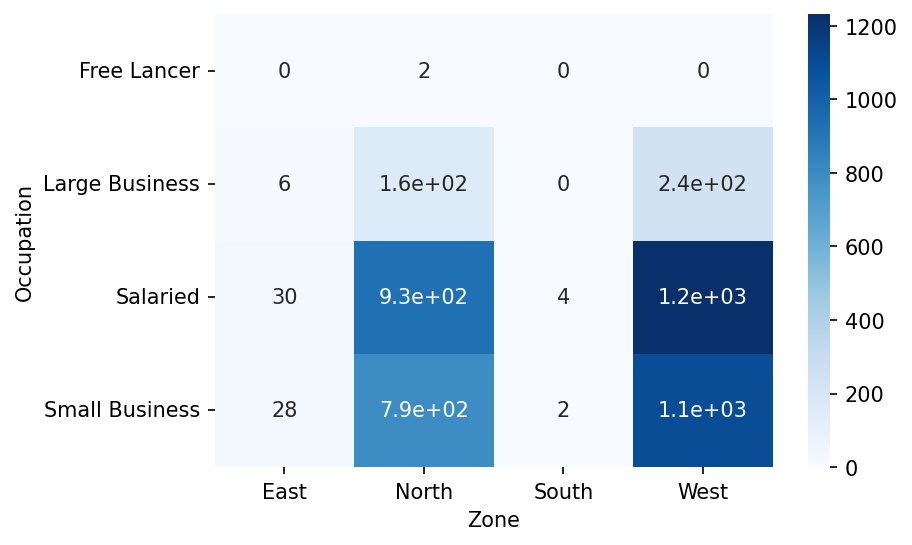 Free Lancer 0 2 0 0
Large Business 6 1.6e+02 0 2.4e+02
Salaried 30 9.3e+02 4 1.2e+03
Small Business 28 7.9e+02 2 1.1e+03
East North South West
Zone
Occupation
1200
1000
800
600
400
200
0